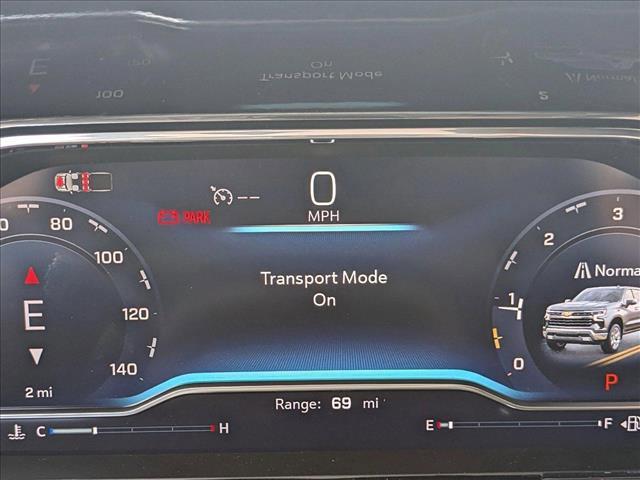 0
MPH
PARK
80
100
120
140
E
2 mi
Transport Mode
On
3
2
1
0
Norma
P
Range: 69 mi
C H
E F